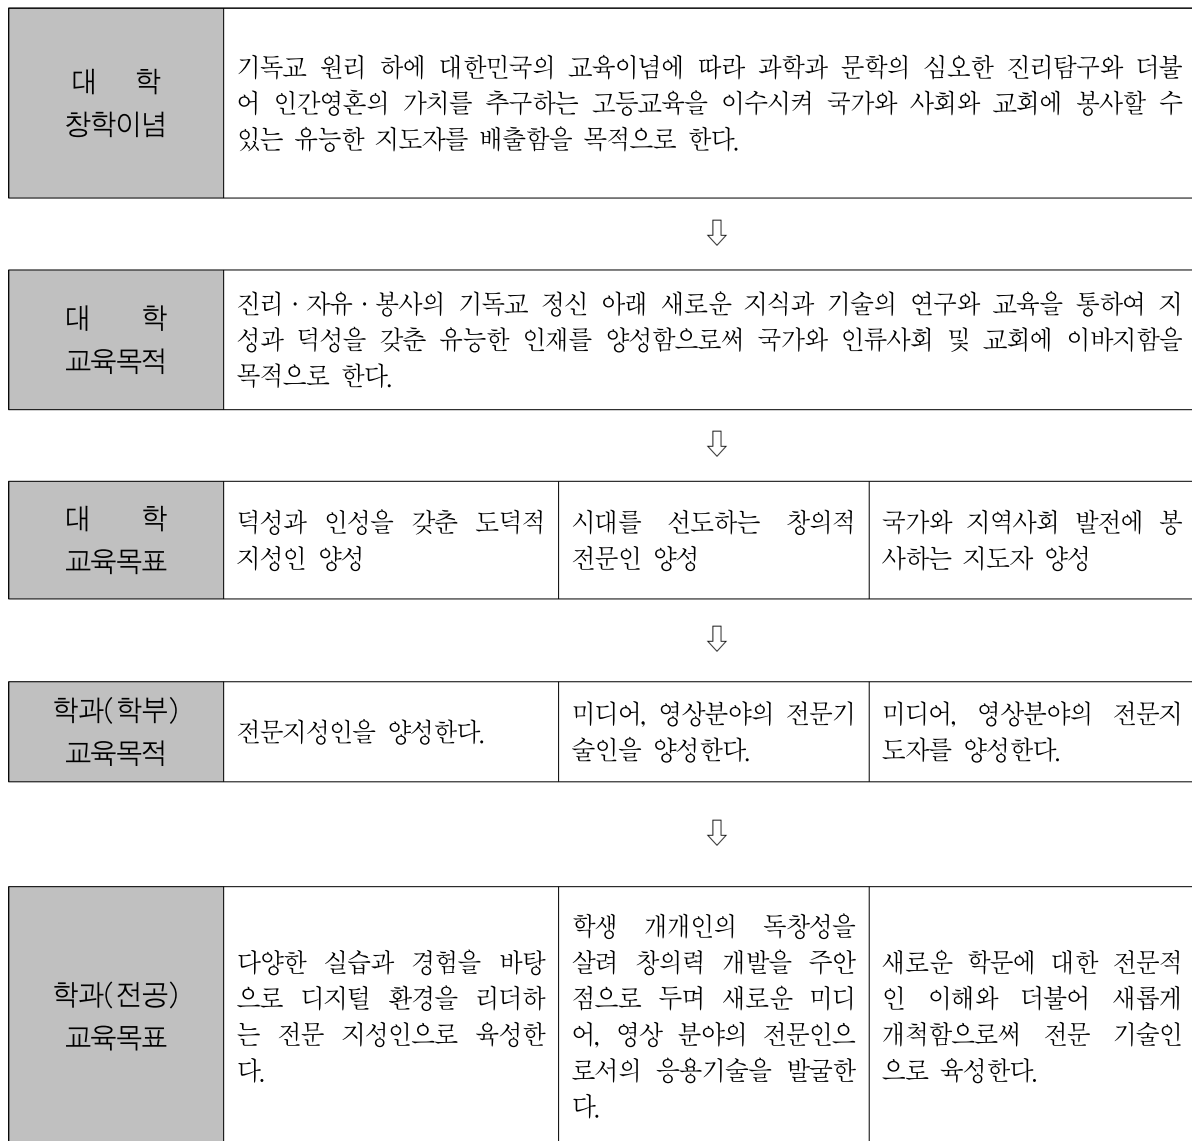 대 학
창학이념
기독교 원리 하에 대한민국의 교육이념에 따라 과학과 문학의 심오한 진리탐구와 더불
어 인간영혼의 가치를 추구하는 고등교육을 이수시켜 국가와 사회와 교회에 봉사할 수
있는 유능한 지도자를 배출함을 목적으로 한다.
⇩
대 학
교육목적
진리·자유·봉사의 기독교 정신 아래 새로운 지식과 기술의 연구와 교육을 통하여 지
성과 덕성을 갖춘 유능한 인재를 양성함으로써 국가와 인류사회 및 교회에 이바지함을
목적으로 한다.
⇩
대 학
교육목표
덕성과 인성을 갖춘 도덕적
지성인 양성
시대를 선도하는 창의적
전문인 양성
국가와 지역사회 발전에 봉
사하는 지도자 양성
⇩
학과(학부)
교육목적
전문지성인을 양성한다.
미디어, 영상분야의 전문기
술인을 양성한다.
미디어, 영상분야의 전문지
도자를 양성한다.
⇩
학과(전공)
교육목표
다양한 실습과 경험을 바탕
으로 디지털 환경을 리더하
는 전문 지성인으로 육성한
다.
학생 개개인의 독창성을
살려 창의력 개발을 주안
점으로 두며 새로운 미디
어, 영상 분야의 전문인으
로서의 응용기술을 발굴한
다.
새로운 학문에 대한 전문적
인 이해와 더불어 새롭게
개척함으로써 전문 기술인
으로 육성한다.